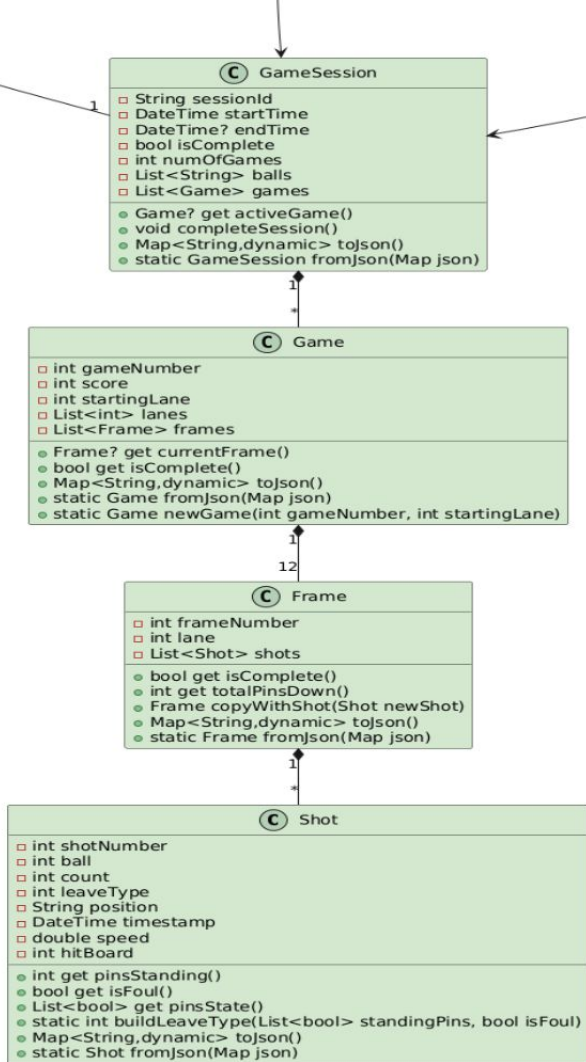 C GameSession
1
String sessionId
DateTime startTime
DateTime? endTime
bool isComplete
int numOfGames
List<String> balls
List<Game> games
Game? get activeGame()
void completeSession()
Map<String,dynamic> toJson()
static GameSession fromJson(Map json)
1
*
C Game
int gameNumber
int score
int startingLane
List<int> lanes
List<Frame> frames
Frame? get currentFrame()
bool get isComplete()
Map<String,dynamic> toJson()
static Game fromJson(Map json)
static Game newGame(int gameNumber, int startingLane)
1
12
C Frame
int frameNumber
int lane
List<Shot> shots
bool get isComplete()
int get totalPinsDown()
Frame copyWithShot(Shot newShot)
Map<String,dynamic> toJson()
static Frame fromJson(Map json)
1
*
C Shot
int shotNumber
int ball
int count
int leaveType
String position
DateTime timestamp
double speed
int hitBoard
int get pinsStanding()
bool get isFoul()
List<bool> get pinsState()
static int buildLeaveType(List<bool> standingPins, bool isFoul)
Map<String,dynamic> toJson()
static Shot fromJson(Map json)